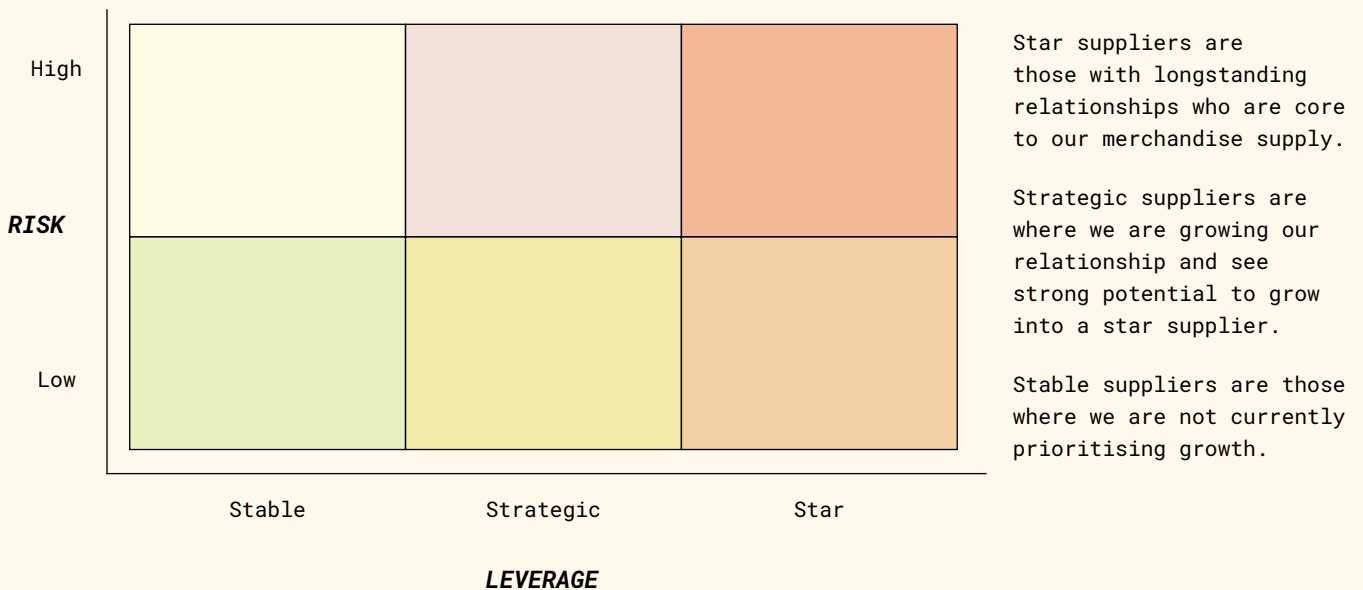 High
RISK
Low
Stable
Strategic
Star
LEVERAGE
Star suppliers are
those with longstanding
relationships who are core
to our merchandise supply.
Strategic suppliers are
where we are growing our
relationship and see
strong potential to grow
into a star supplier.
Stable suppliers are those
where we are not currently
prioritising growth.